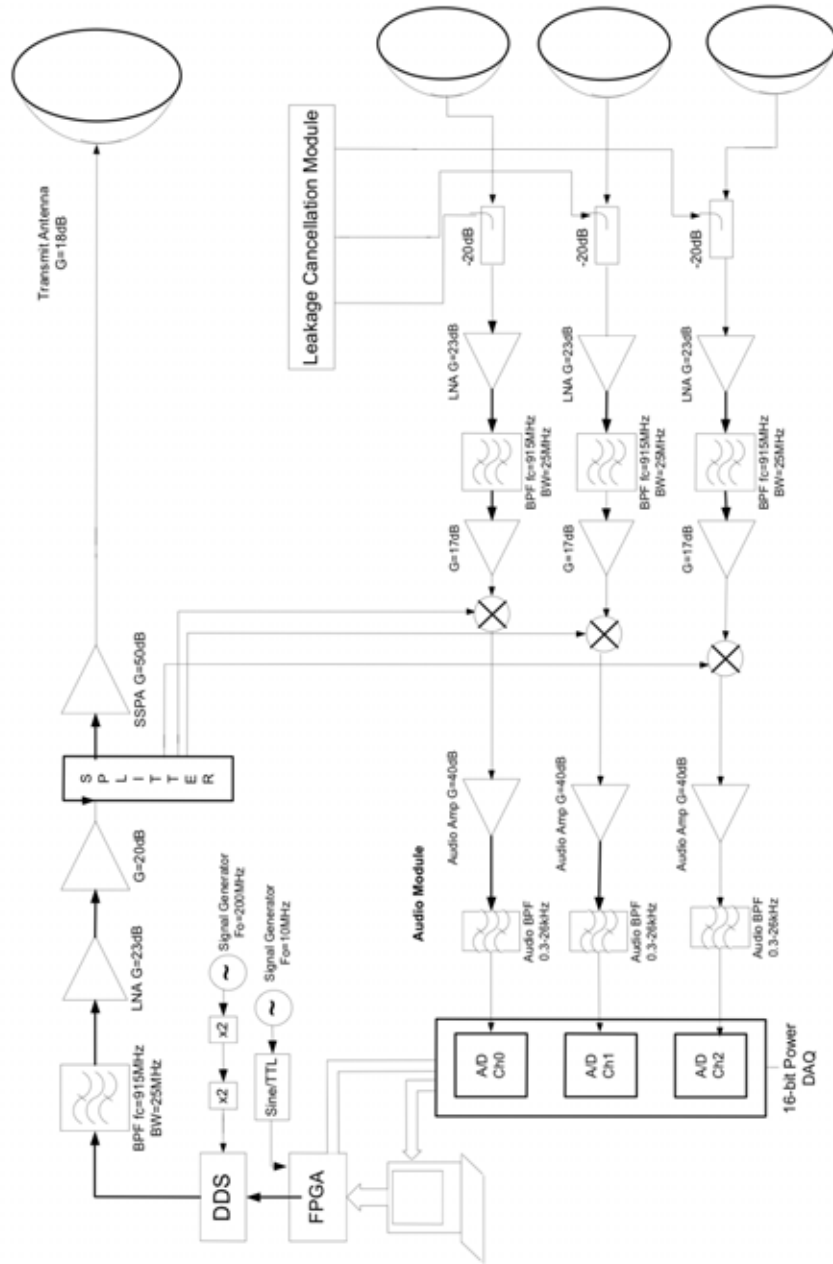 Transmit Antenna
G=18dB
SSPA G=50dB
S
P
L
I
T
T
E
R
G=20dB
LNA G=23dB
BPF fc=915MHz
BW=25MHz
Signal Generator
Fo=200MHz
x2
x2
Signal Generator
Fo=10MHz
Sine/TTL
DDS
FPGA
Leakage Cancellation Module
-20dB
-20dB
-20dB
LNA G=23dB
LNA G=23dB
LNA G=23dB
BPF fc=915MHz
BW=25MHz
BPF fc=915MHz
BW=25MHz
BPF fc=915MHz
BW=25MHz
G=17dB
G=17dB
G=17dB
Audio Module
Audio Amp G=40dB
Audio Amp G=40dB
Audio Amp G=40dB
Audio BPF
0.3-26kHz
Audio BPF
0.3-26kHz
Audio BPF
0.3-26kHz
A/D
Ch0
A/D
Ch1
A/D
Ch2
16-bit Power
DAQ